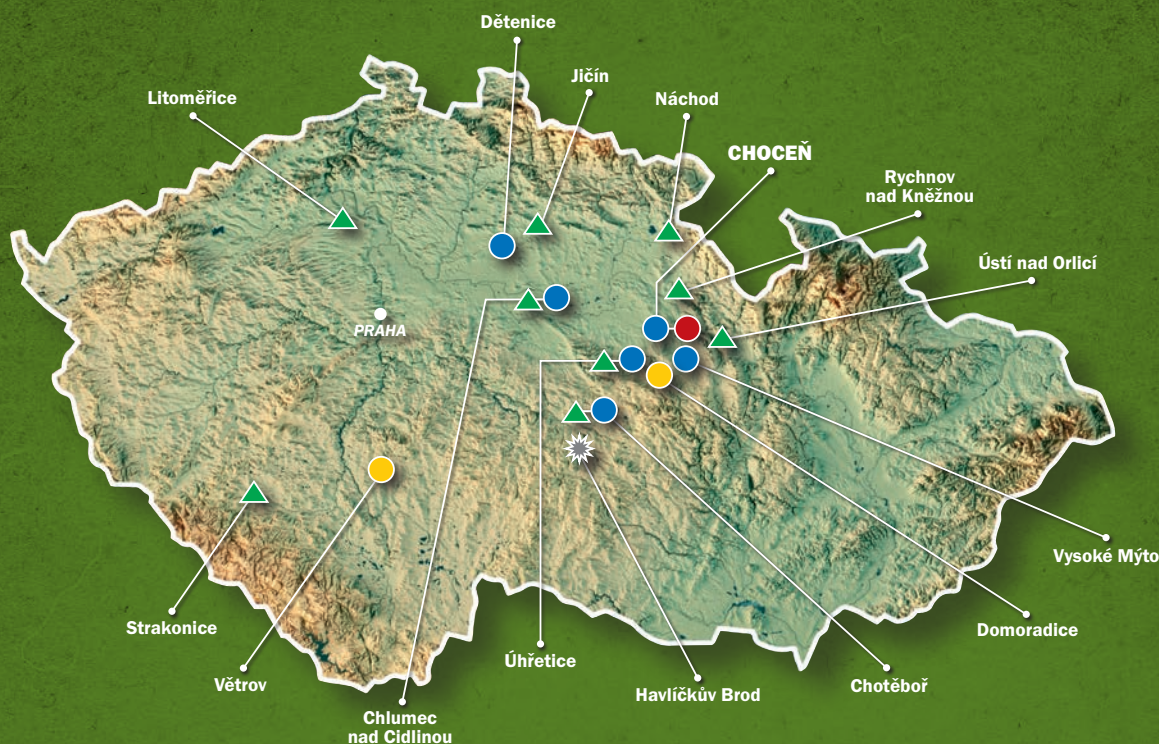 Dětenice
Jičín
Litoměřice
Náchod
CHOCEŇ
Rychnov
nad Kněžnou
Ústí nad Orlicí
PRAHA
Vysoké Mýto
Strakonice
Domoradice
Úhřetice
Větrov
Chotěboř
Havlíčkův Brod
Chlumec
nad Cidlinou